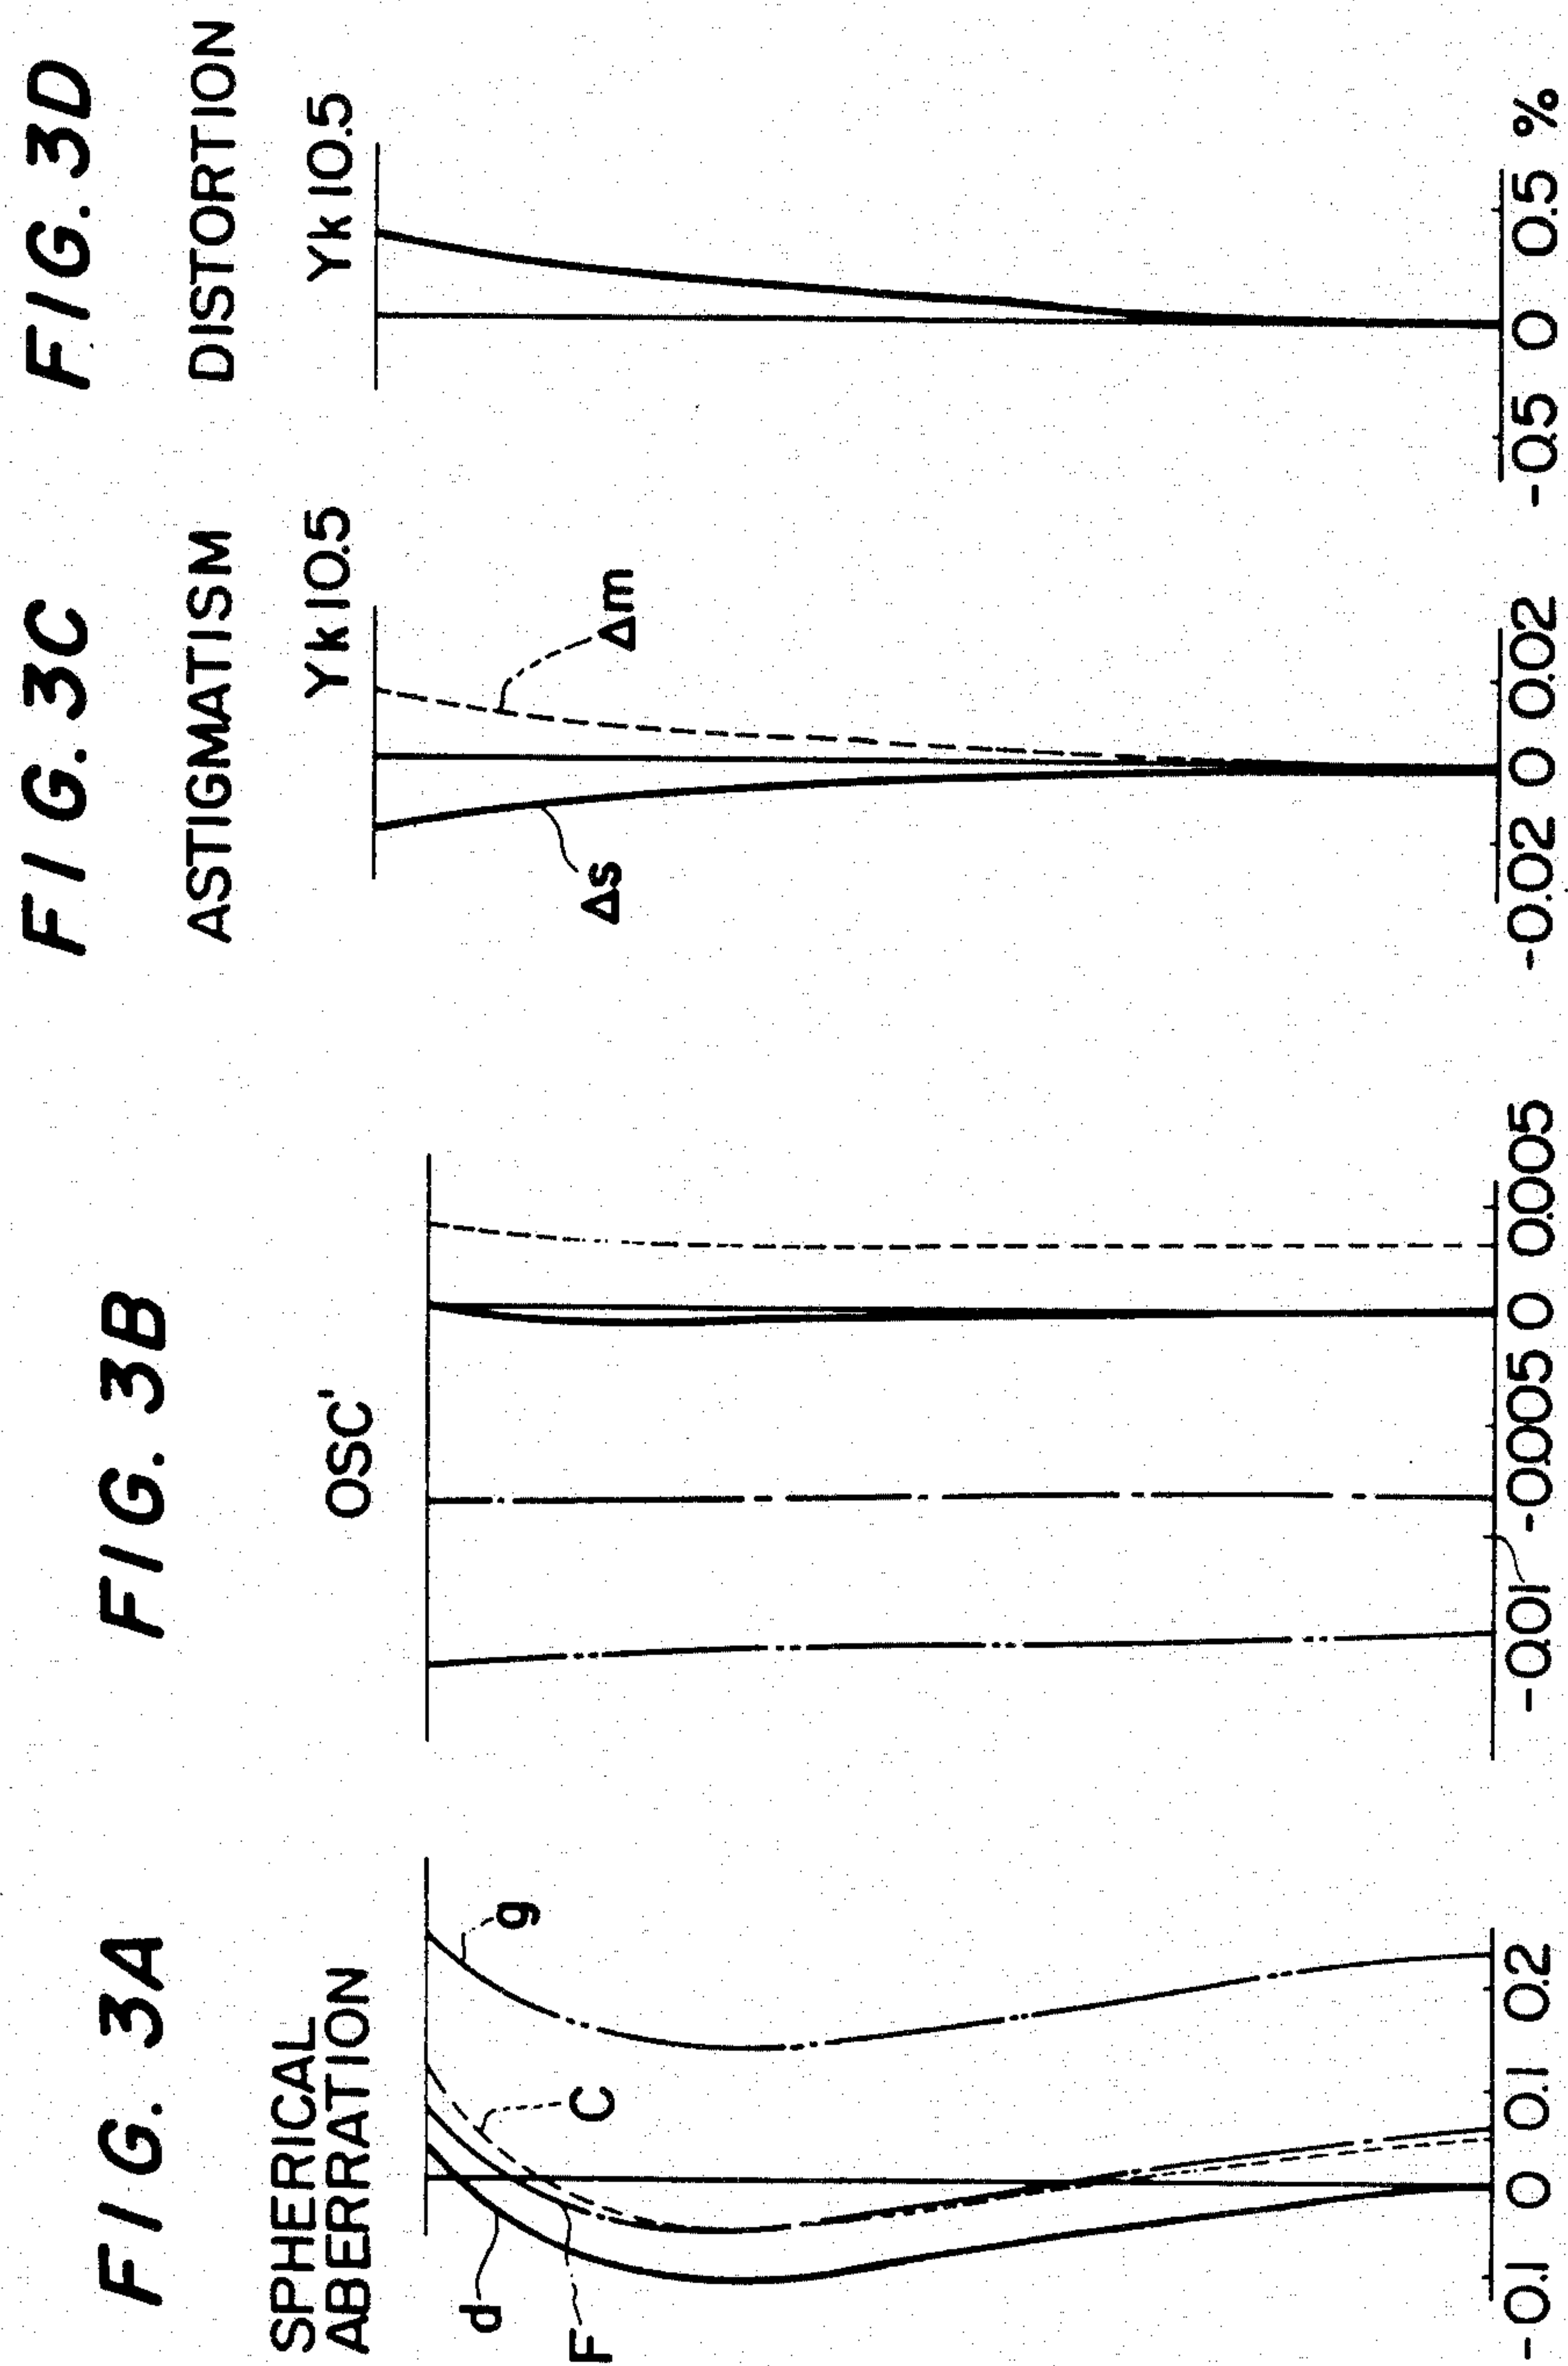 FIG. 3A
SPHERICAL
ABERRATION
d
F
C
g
-0.1 0 0.1 0.2
FIG. 3B
OSC'
-0.01 -0.005 0 0.005
FIG. 3C
ASTIGMATISM
Yk 10.5
Δs
Δm
-0.02 0 0.02
FIG. 3D
DISTORTION
Yk 10.5
-0.5 0 0.5 %